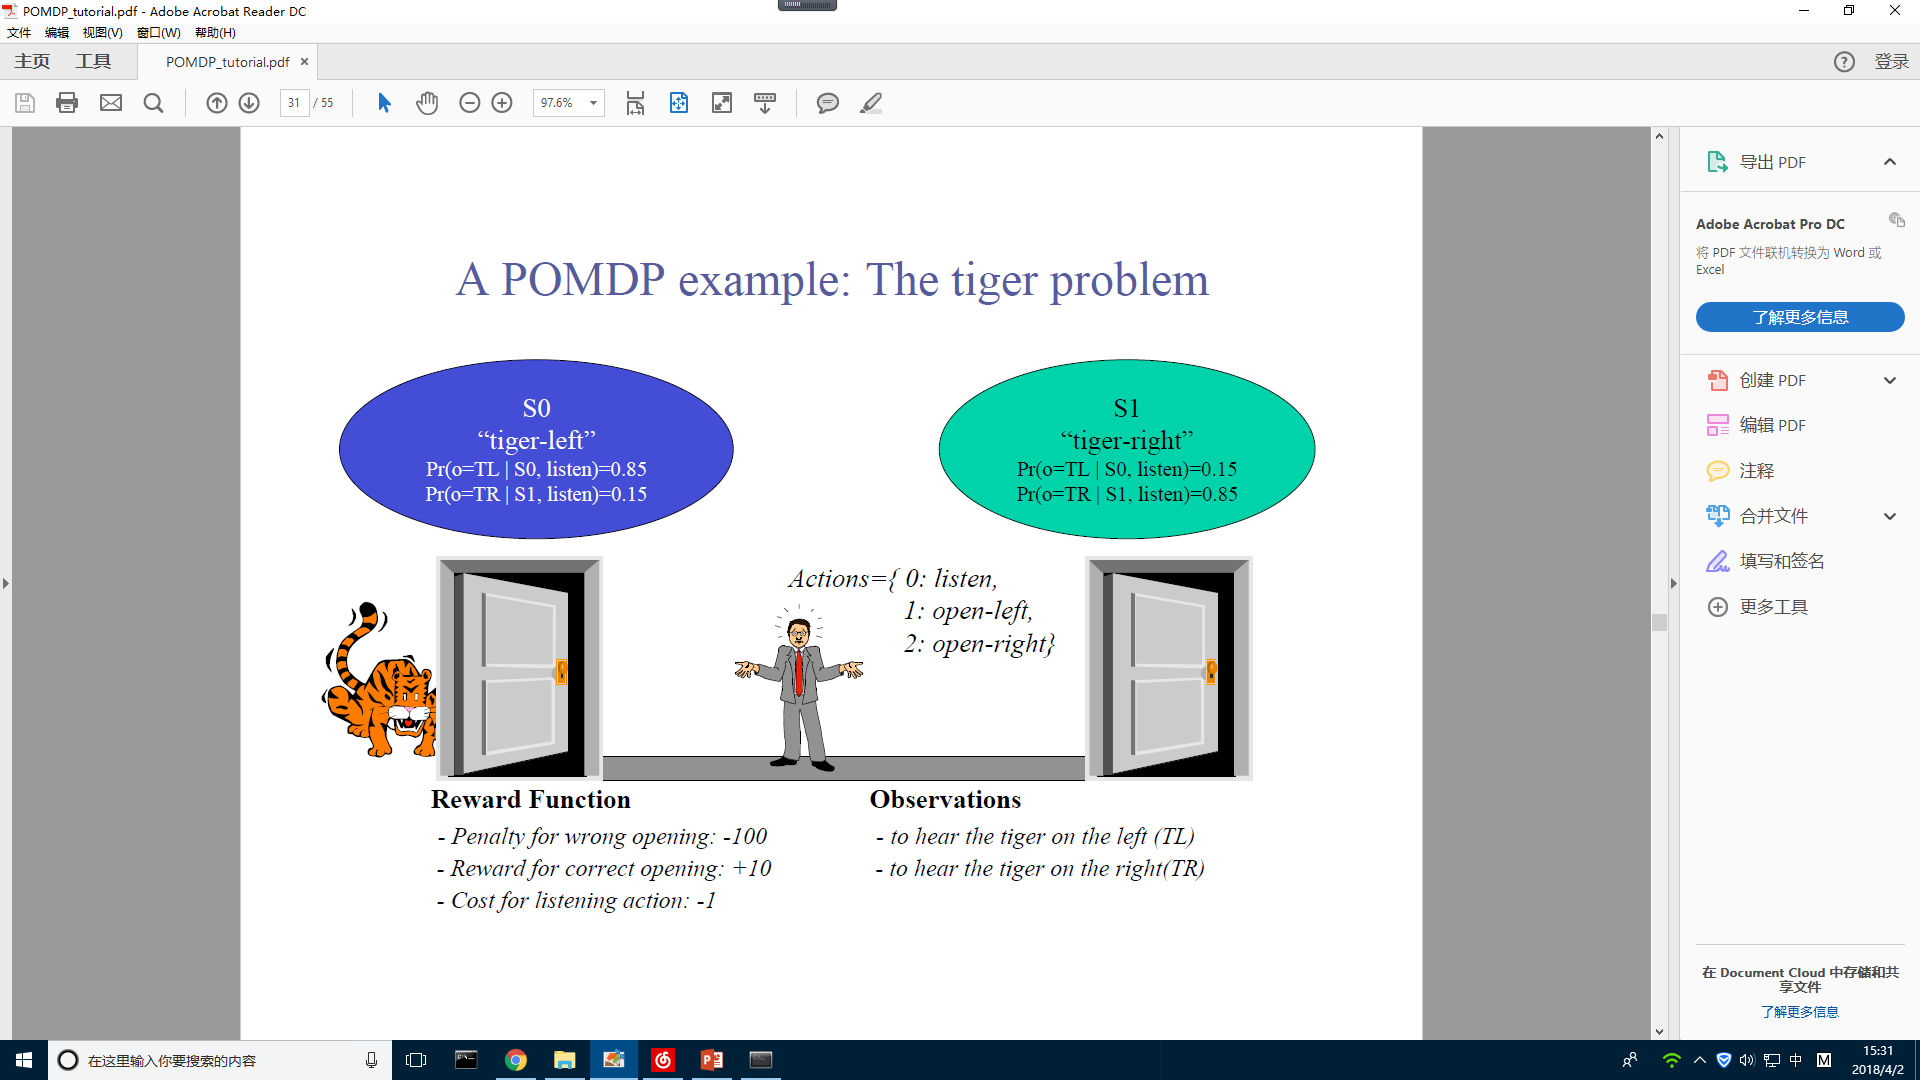 POMDP_tutorial.pdf - Adobe Acrobat Reader DC
文件 编辑 视图(V) 窗口(W) 帮助(H)
主页 工具 POMDP_tutorial.pdf × 登录
31 / 55 97.6%
A POMDP example: The tiger problem
S0
“tiger-left”
Pr(o=TL | S0, listen)=0.85
Pr(o=TR | S1, listen)=0.15
S1
“tiger-right”
Pr(o=TL | S0, listen)=0.15
Pr(o=TR | S1, listen)=0.85
Actions={ 0: listen,
1: open-left,
2: open-right}
Reward Function
- Penalty for wrong opening: -100
- Reward for correct opening: +10
- Cost for listening action: -1
Observations
- to hear the tiger on the left (TL)
- to hear the tiger on the right(TR)
导出 PDF
Adobe Acrobat Pro DC
将 PDF 文件联机转换为 Word 或
Excel
了解更多信息
创建 PDF
编辑 PDF
注释
合并文件
填写和签名
更多工具
在 Document Cloud 中存储和共
享文件
了解更多信息
在这里输入你要搜索的内容
中 M
15:31
2018/4/2